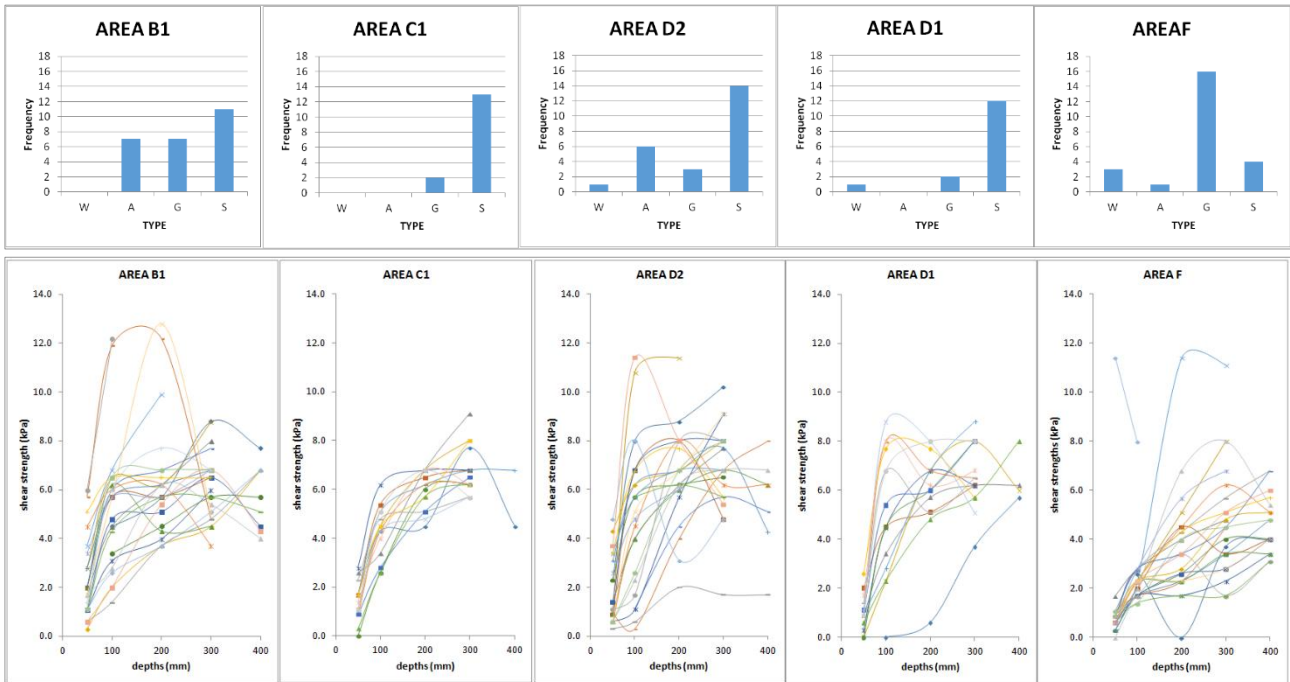 AREA B1
18
16
14
12
10
8
6
4
2
0
Frequency
W A G S
TYPE
AREA C1
18
16
14
12
10
8
6
4
2
0
Frequency
W A G S
TYPE
AREA D2
18
16
14
12
10
8
6
4
2
0
Frequency
W A G S
TYPE
AREA D1
18
16
14
12
10
8
6
4
2
0
Frequency
W A G S
TYPE
AREAF
18
16
14
12
10
8
6
4
2
0
Frequency
W A G S
TYPE
AREA B1
14.0
12.0
10.0
8.0
6.0
4.0
2.0
0.0
shear strength (kPa)
0 100 200 300 400
depths (mm)
AREA C1
14.0
12.0
10.0
8.0
6.0
4.0
2.0
0.0
shear strength (kPa)
0 100 200 300 400
depths (mm)
AREA D2
14.0
12.0
10.0
8.0
6.0
4.0
2.0
0.0
shear strength (kPa)
0 100 200 300 400
depths (mm)
AREA D1
14.0
12.0
10.0
8.0
6.0
4.0
2.0
0.0
shear strength (kPa)
0 100 200 300 400
depths (mm)
AREA F
14.0
12.0
10.0
8.0
6.0
4.0
2.0
0.0
shear strengths (kPa)
0 100 200 300 400
depths (mm)